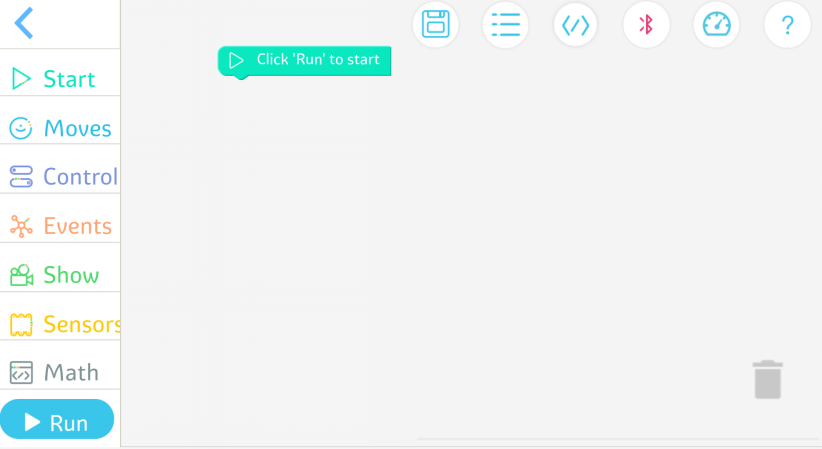 Click 'Run' to start
Start
Moves
Control
Events
Show
Sensors
Math
Run
?